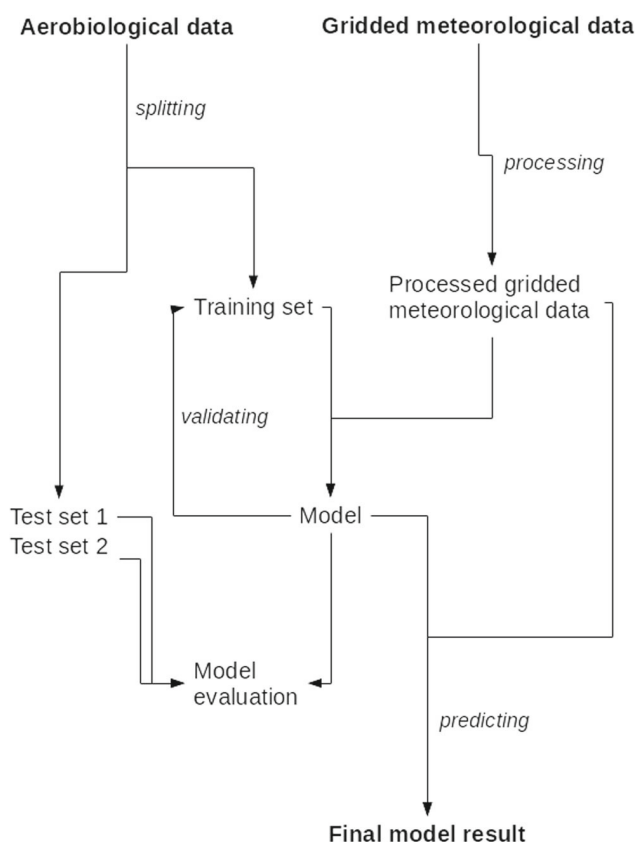 Aerobiological data
Gridded meteorological data
splitting
processing
Processed gridded
meteorological data
Training set
validating
Test set 1
Model
Test set 2
Model
evaluation
predicting
Final model result